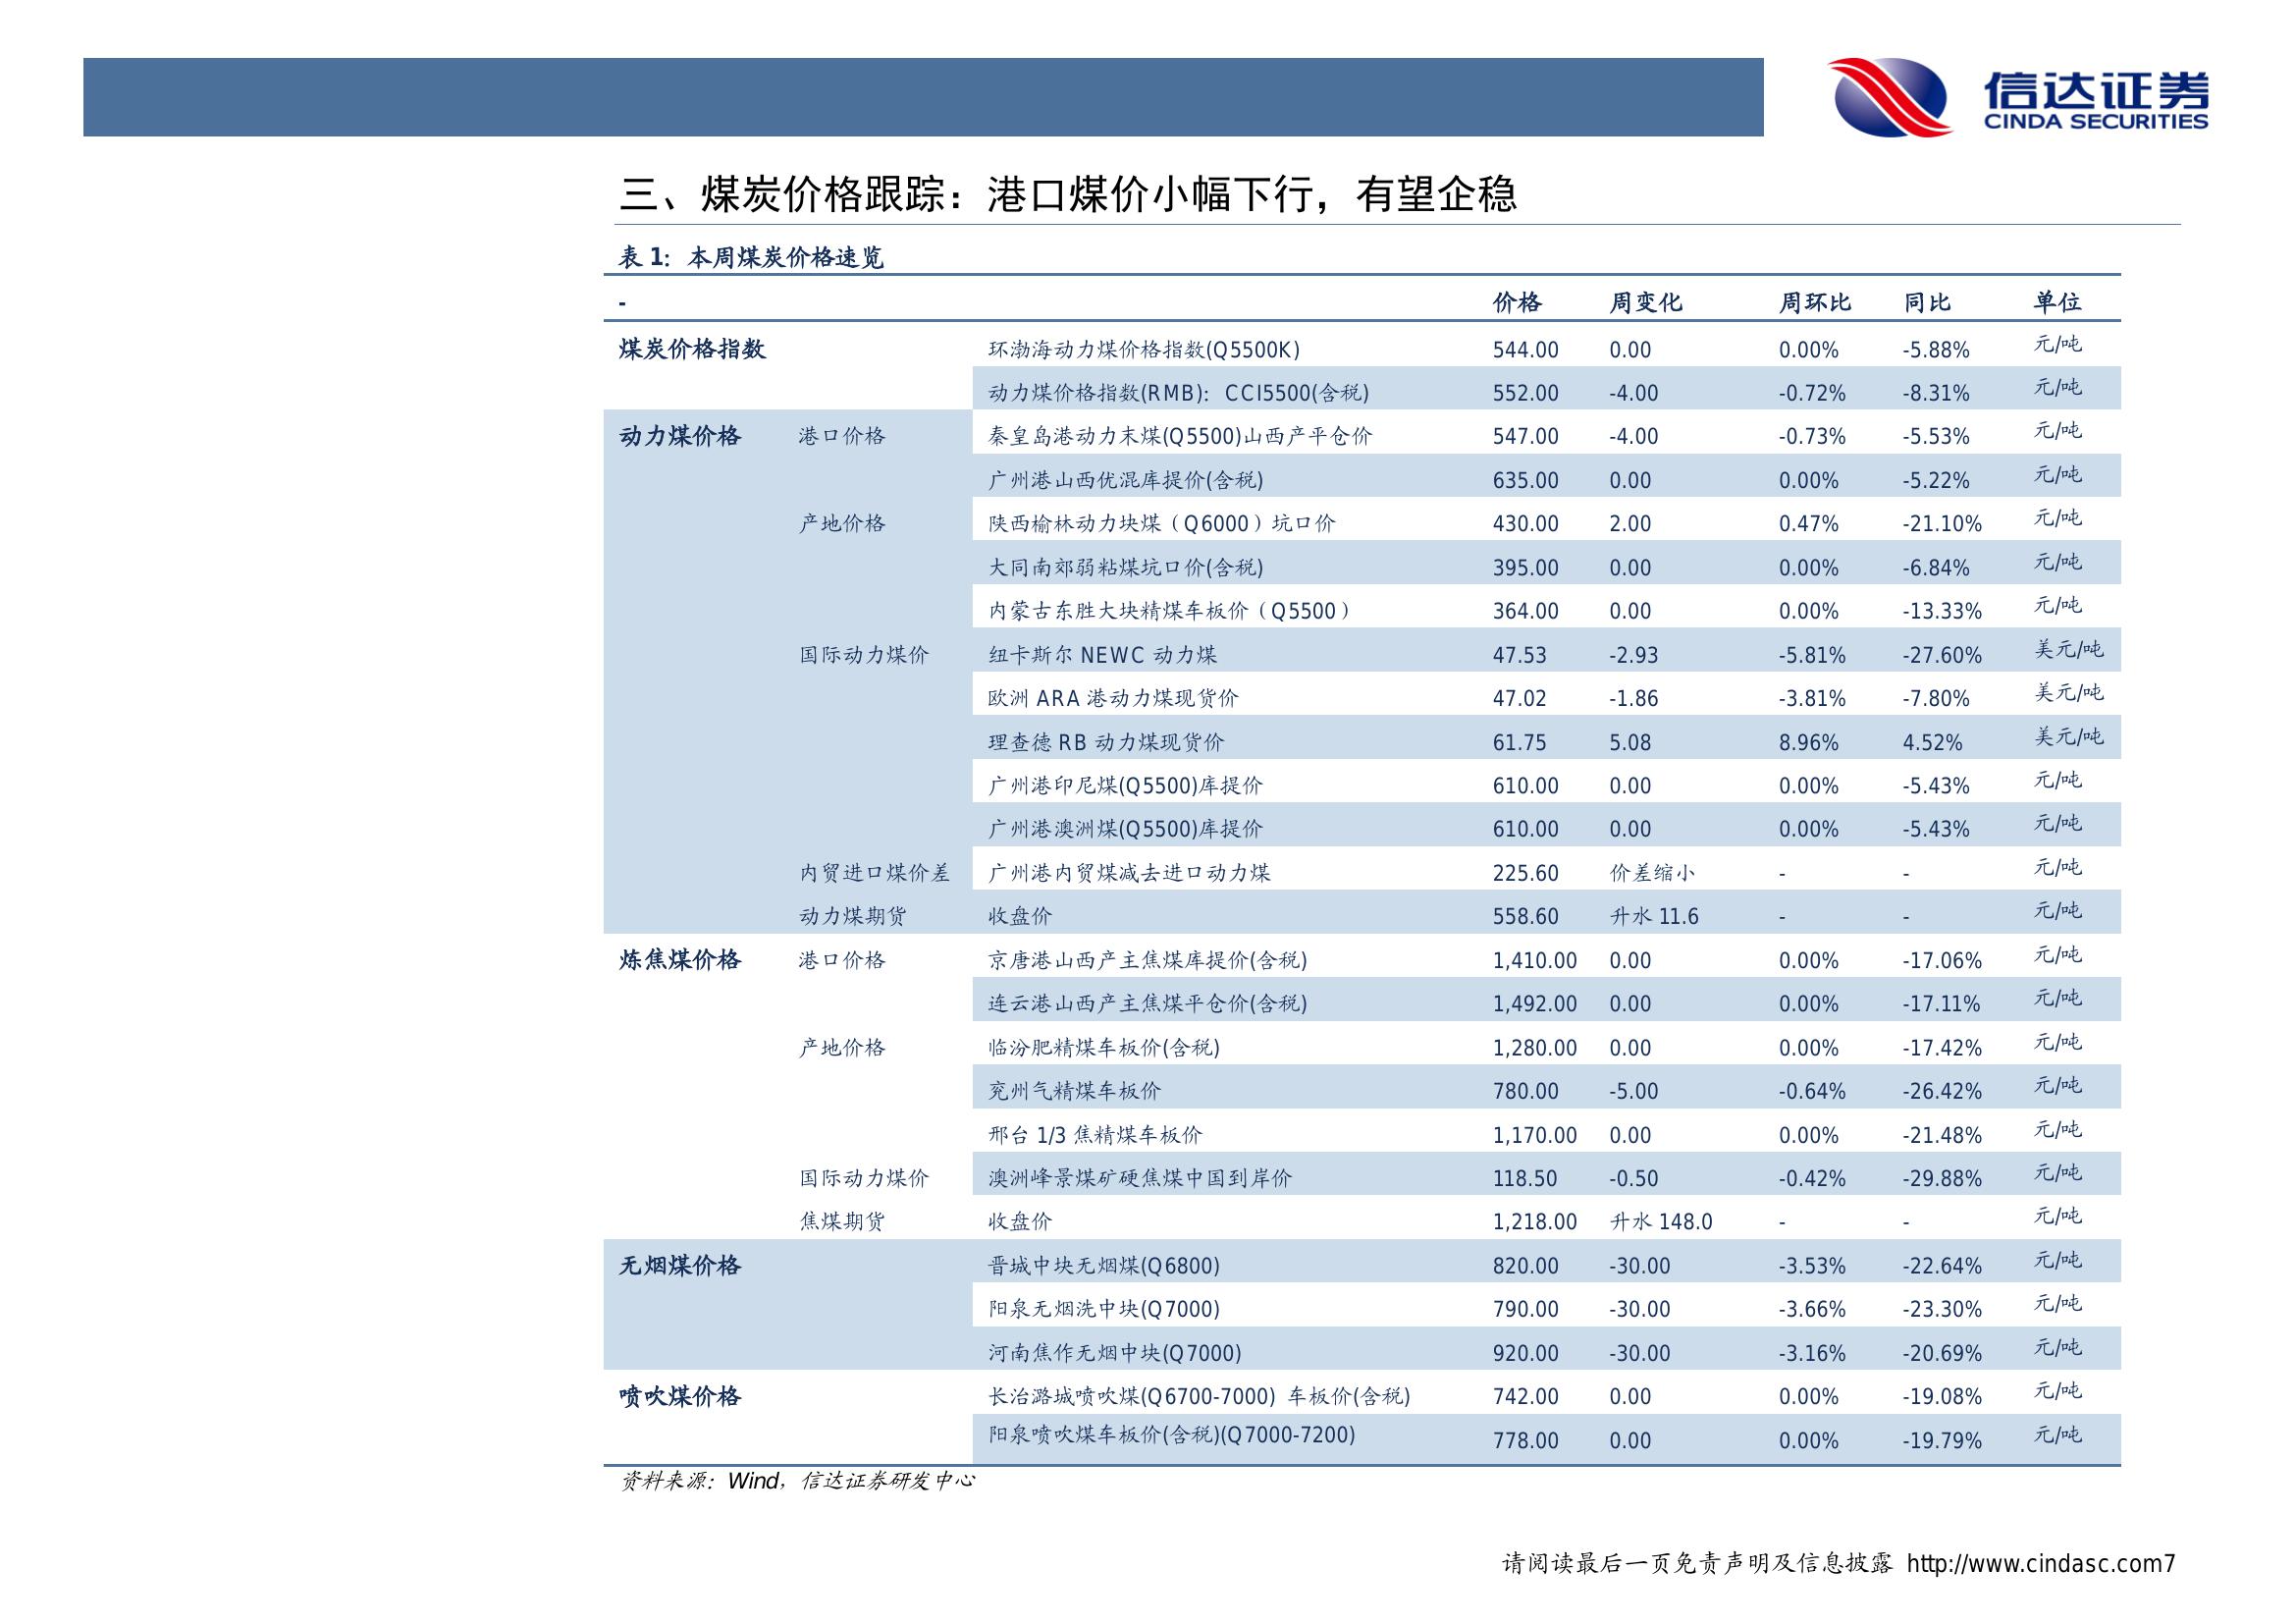 信达证券
CINDA SECURITIES
三、煤炭价格跟踪：港口煤价小幅下行，有望企稳
表 1：本周煤炭价格速览
- 价格 周变化 周环比 同比 单位
煤炭价格指数 环渤海动力煤价格指数(Q5500K) 544.00 0.00 0.00% -5.88% 元/吨
动力煤价格指数(RMB)：CCI5500(含税) 552.00 -4.00 -0.72% -8.31% 元/吨
动力煤价格 港口价格 秦皇岛港动力末煤(Q5500)山西产平仓价 547.00 -4.00 -0.73% -5.53% 元/吨
广州港山西优混库提价(含税) 635.00 0.00 0.00% -5.22% 元/吨
产地价格 陕西榆林动力块煤（Q6000）坑口价 430.00 2.00 0.47% -21.10% 元/吨
大同南郊弱粘煤坑口价(含税) 395.00 0.00 0.00% -6.84% 元/吨
内蒙古东胜大块精煤车板价（Q5500） 364.00 0.00 0.00% -13.33% 元/吨
国际动力煤价 纽卡斯尔 NEWC 动力煤 47.53 -2.93 -5.81% -27.60% 美元/吨
欧洲 ARA 港动力煤现货价 47.02 -1.86 -3.81% -7.80% 美元/吨
理查德 RB 动力煤现货价 61.75 5.08 8.96% 4.52% 美元/吨
广州港印尼煤(Q5500)库提价 610.00 0.00 0.00% -5.43% 元/吨
广州港澳洲煤(Q5500)库提价 610.00 0.00 0.00% -5.43% 元/吨
内贸进口煤价差 广州港内贸煤减去进口动力煤 225.60 价差缩小 - - 元/吨
动力煤期货 收盘价 558.60 升水 11.6 - - 元/吨
炼焦煤价格 港口价格 京唐港山西产主焦煤库提价(含税) 1,410.00 0.00 0.00% -17.06% 元/吨
连云港山西产主焦煤平仓价(含税) 1,492.00 0.00 0.00% -17.11% 元/吨
产地价格 临汾肥精煤车板价(含税) 1,280.00 0.00 0.00% -17.42% 元/吨
兖州气精煤车板价 780.00 -5.00 -0.64% -26.42% 元/吨
邢台 1/3 焦精煤车板价 1,170.00 0.00 0.00% -21.48% 元/吨
国际动力煤价 澳洲峰景煤矿硬焦煤中国到岸价 118.50 -0.50 -0.42% -29.88% 元/吨
焦煤期货 收盘价 1,218.00 升水 148.0 - - 元/吨
无烟煤价格 晋城中块无烟煤(Q6800) 820.00 -30.00 -3.53% -22.64% 元/吨
阳泉无烟洗中块(Q7000) 790.00 -30.00 -3.66% -23.30% 元/吨
河南焦作无烟中块(Q7000) 920.00 -30.00 -3.16% -20.69% 元/吨
喷吹煤价格 长治潞城喷吹煤(Q6700-7000) 车板价(含税) 742.00 0.00 0.00% -19.08% 元/吨
阳泉喷吹煤车板价(含税)(Q7000-7200) 778.00 0.00 0.00% -19.79% 元/吨
资料来源：Wind，信达证券研发中心
请阅读最后一页免责声明及信息披露 http://www.cindasc.com7